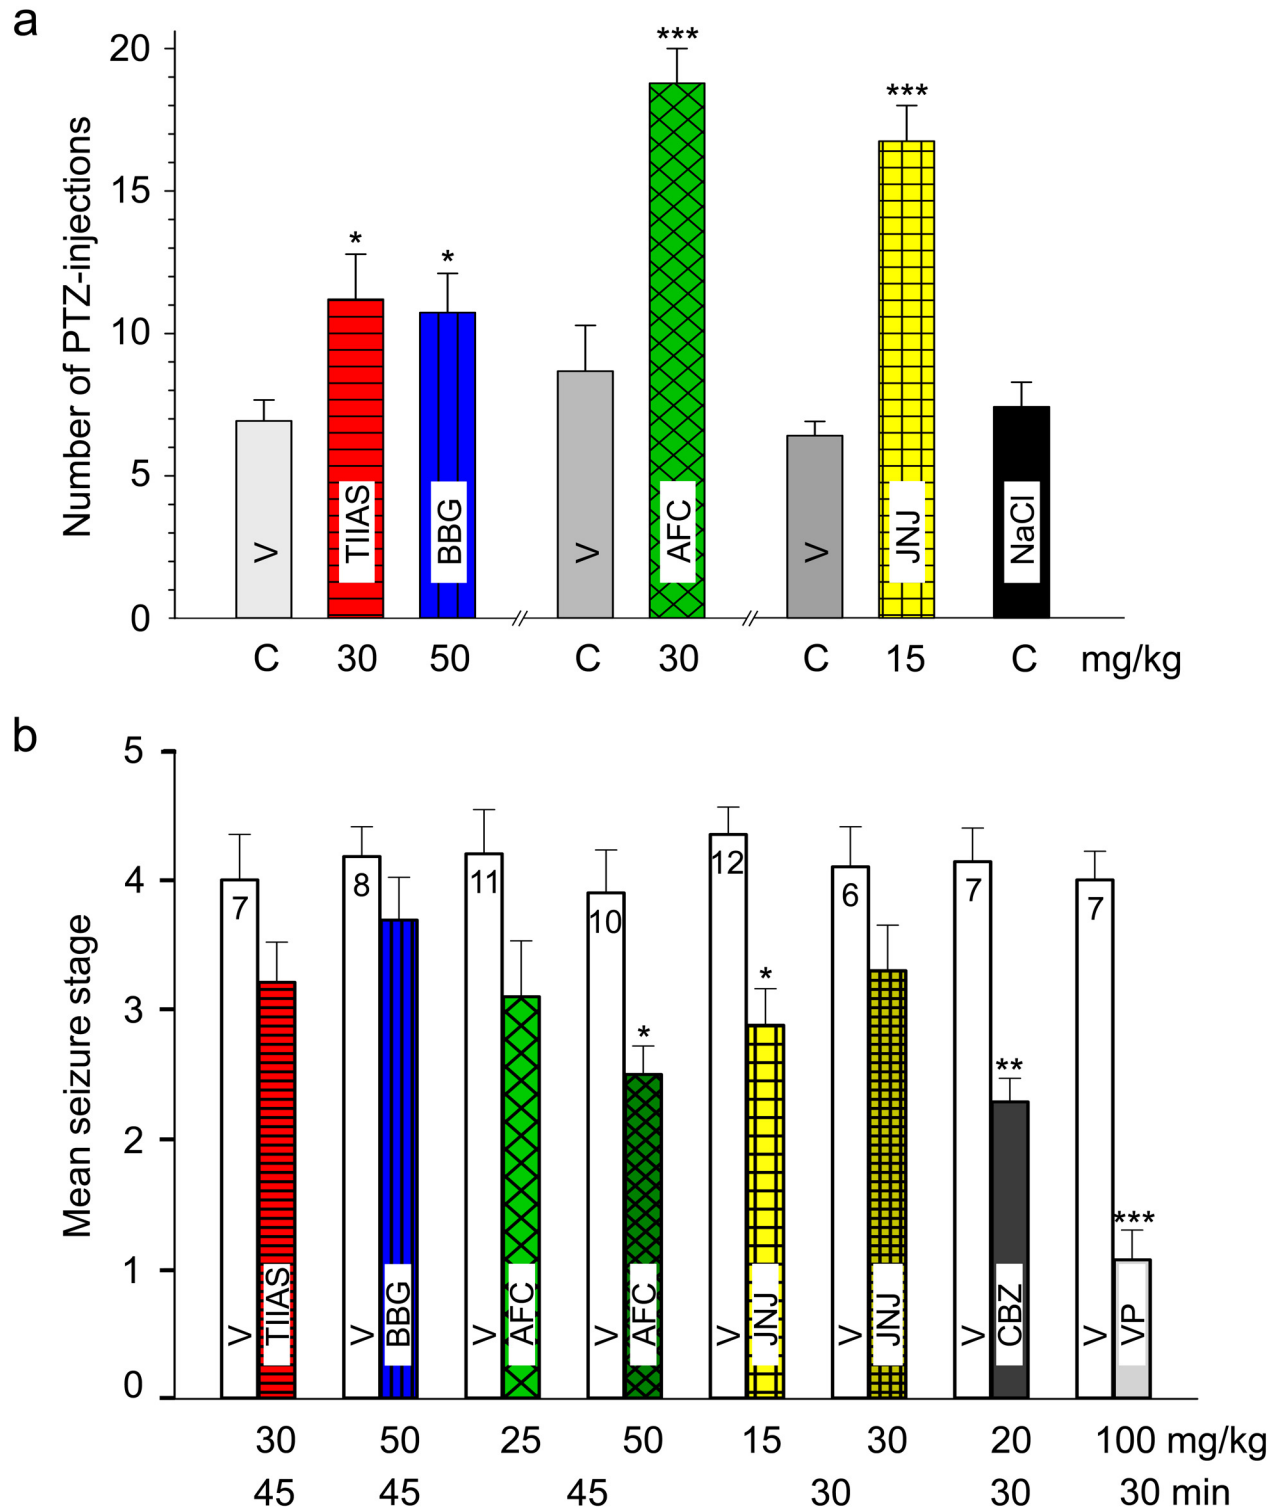 a
Number of PTZ-injections
20
15
10
5
0
*
*
***
***
V
TIIAS
BBG
V
AFC
V
JNJ
NaCl
C 30 50 C 30 C 15 C mg/kg
b
Mean seizure stage
5
4
3
2
1
0
7
8
11
10
12
6
7
7
*
*
**
***
V
TIIAS
V
BBG
V
AFC
V
AFC
V
JNJ
V
JNJ
V
CBZ
V
VP
30 50 25 50 15 30 20 100 mg/kg
45 45 45 30 30 30 min